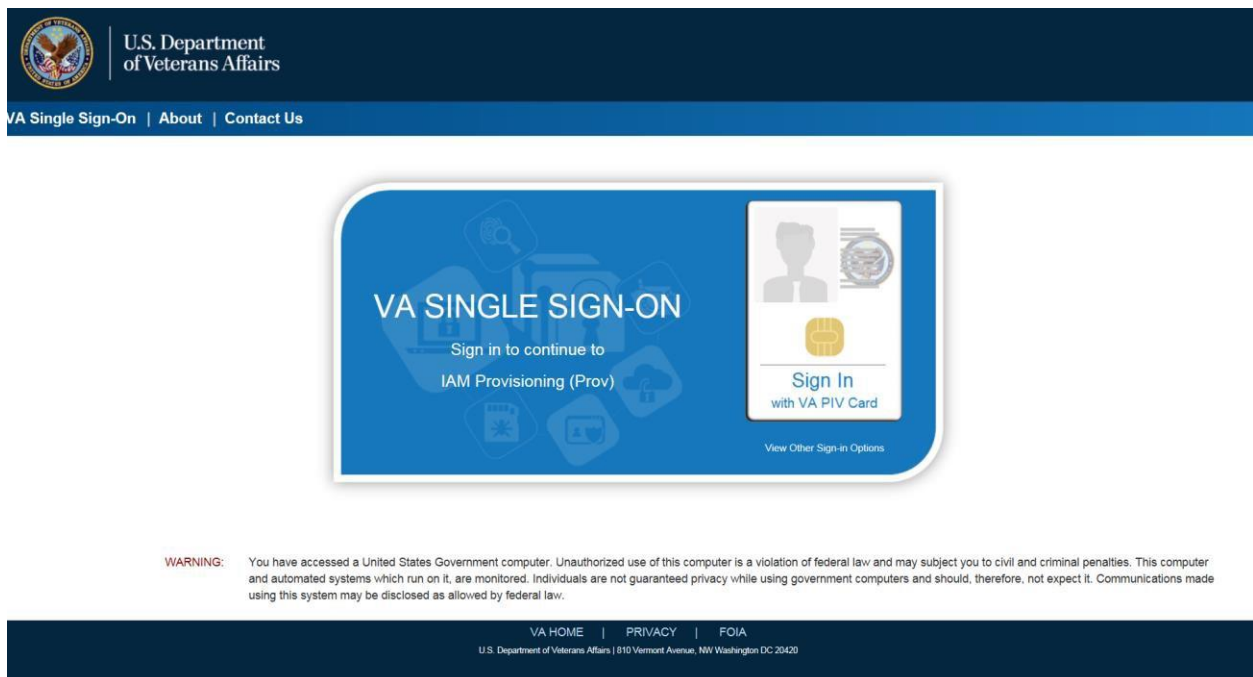 U.S. Department
of Veterans Affairs
VA Single Sign-On | About | Contact Us
VA SINGLE SIGN-ON
Sign in to continue to
IAM Provisioning (Prov)
Sign In
with VA PIV Card
View Other Sign-in Options
WARNING: You have accessed a United States Government computer. Unauthorized use of this computer is a violation of federal law and may subject you to civil and criminal penalties. This computer
and automated systems which run on it, are monitored. Individuals are not guaranteed privacy while using government computers and should, therefore, not expect it. Communications made
using this system may be disclosed as allowed by federal law.
VA HOME | PRIVACY | FOIA
U.S. Department of Veterans Affairs | 810 Vermont Avenue, NW Washington DC 20420